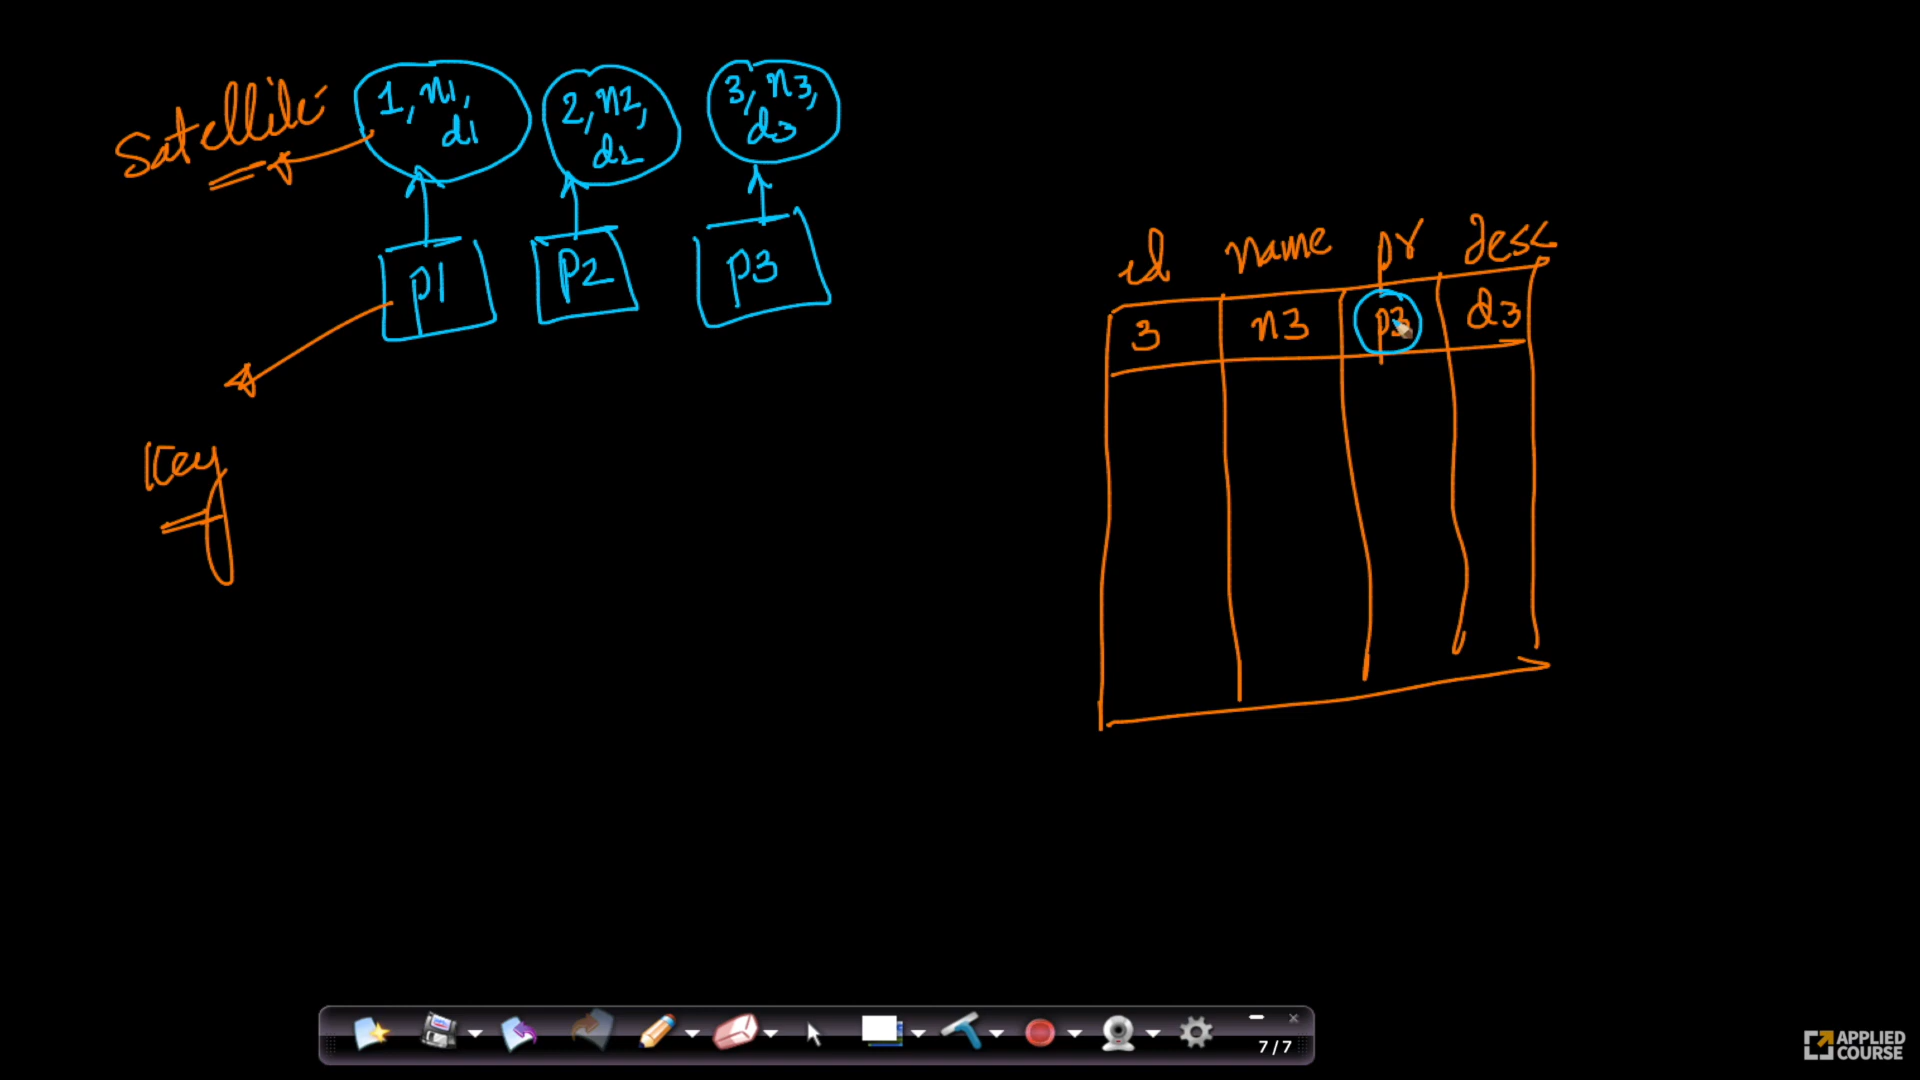 Satellite
1, n1,
d1
2, n2,
d2
3, n3,
d3
p1
p2
p3
Key
id name pr desc
3 n3 p3 d3
7 / 7
APPLIED
COURSE